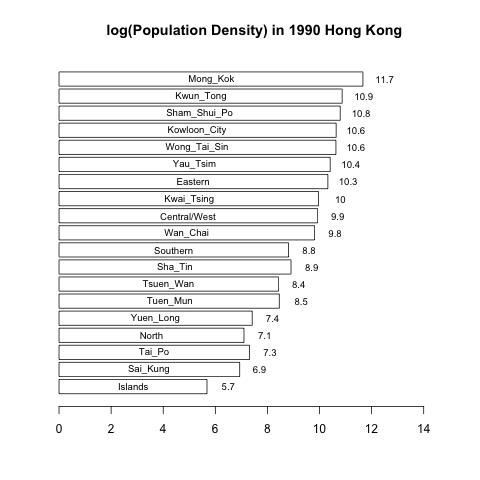 log(Population Density) in 1990 Hong Kong
Mong_Kok 11.7
Kwun_Tong 10.9
Sham_Shui_Po 10.8
Kowloon_City 10.6
Wong_Tai_Sin 10.6
Yau_Tsim 10.4
Eastern 10.3
Kwai_Tsing 10
Central/West 9.9
Wan_Chai 9.8
Southern 8.8
Sha_Tin 8.9
Tsuen_Wan 8.4
Tuen_Mun 8.5
Yuen_Long 7.4
North 7.1
Tai_Po 7.3
Sai_Kung 6.9
Islands 5.7
0 2 4 6 8 10 12 14